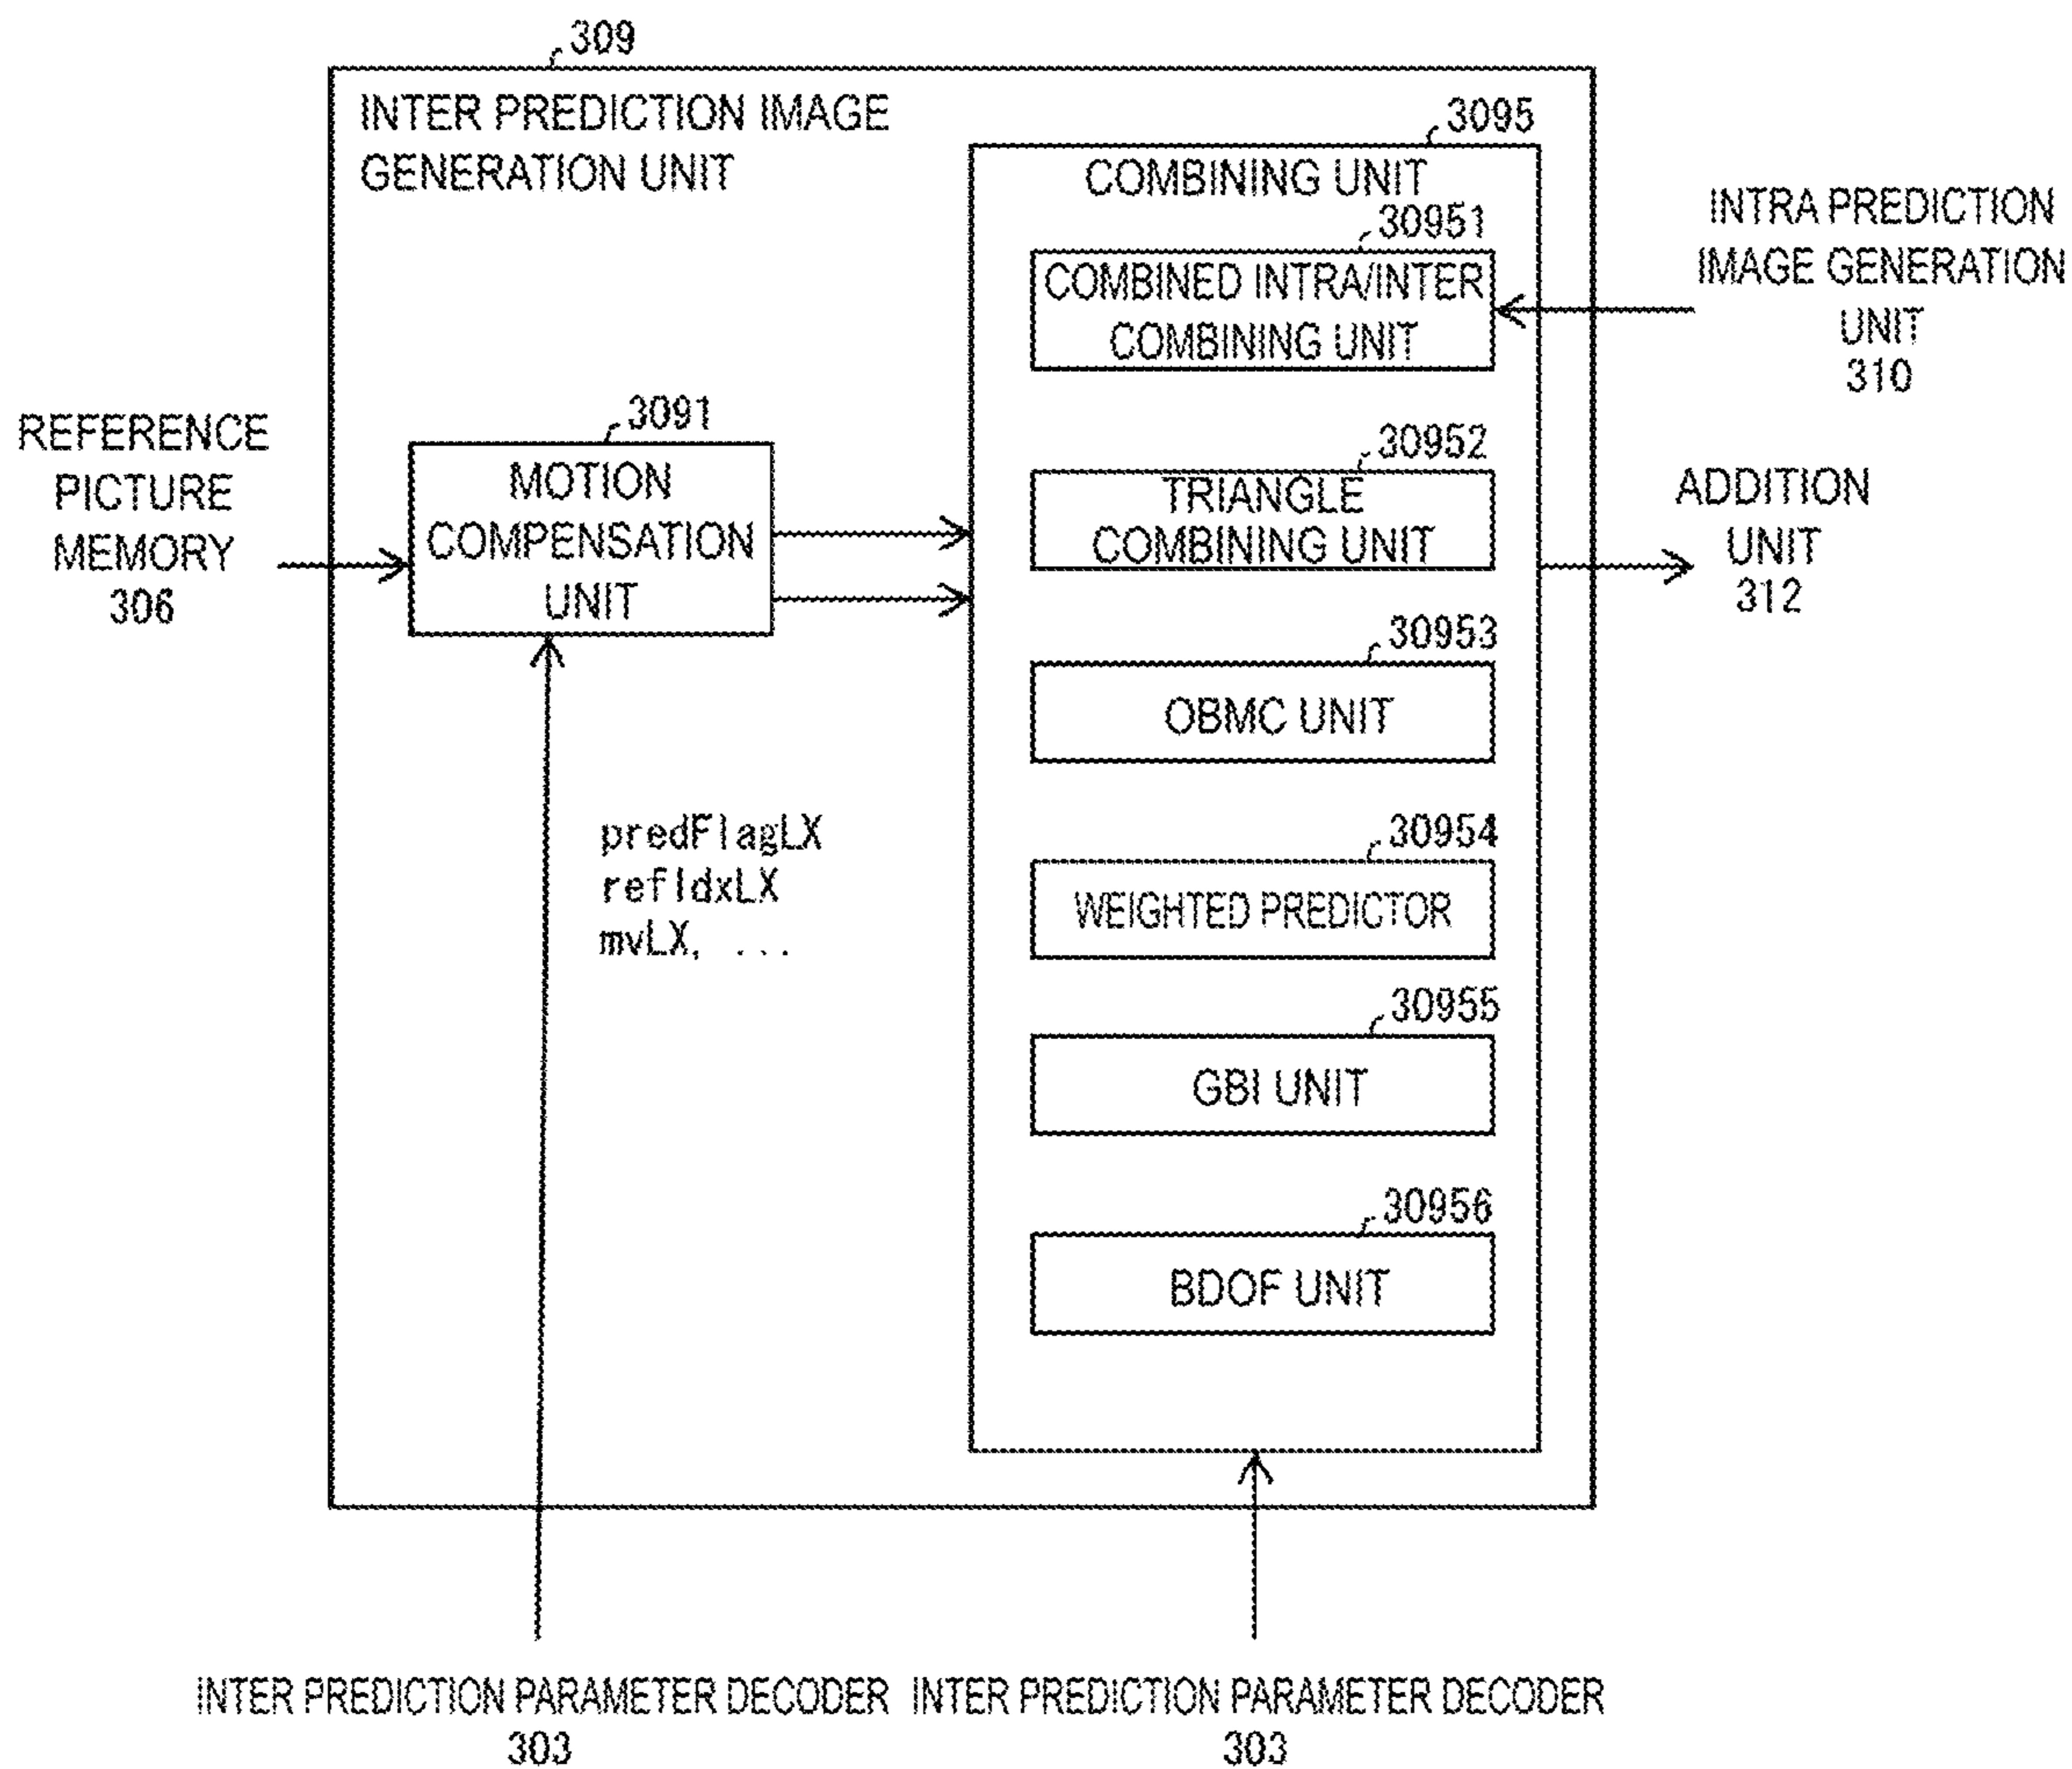 309
INTER PREDICTION IMAGE
GENERATION UNIT
3095
COMBINING UNIT
30951
COMBINED INTRA/INTER
COMBINING UNIT
INTRA PREDICTION
IMAGE GENERATION
UNIT
310
REFERENCE
PICTURE
MEMORY
306
3091
MOTION
COMPENSATION
UNIT
30952
TRIANGLE
COMBINING UNIT
ADDITION
UNIT
312
30953
OBMC UNIT
predFlagLX
refIdxLX
mvLX, ...
30954
WEIGHTED PREDICTOR
30955
GBI UNIT
30956
BDOF UNIT
INTER PREDICTION PARAMETER DECODER
303
INTER PREDICTION PARAMETER DECODER
303